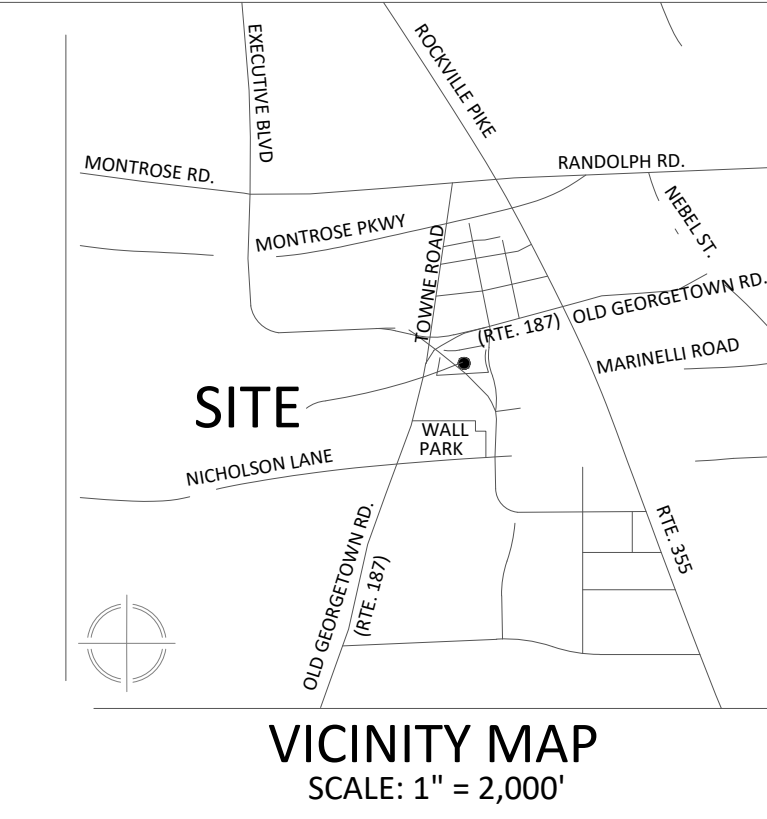 EXECUTIVE BLVD
ROCKVILLE PIKE
MONTROSE RD.
RANDOLPH RD.
NEBEL ST.
MONTROSE PKWY
TOWNE ROAD
OLD GEORGETOWN RD.
(RTE. 187)
MARINELLI ROAD
SITE
WALL
PARK
NICHOLSON LANE
OLD GEORGETOWN RD.
(RTE. 187)
RTE. 355
VICINITY MAP
SCALE: 1" = 2,000'